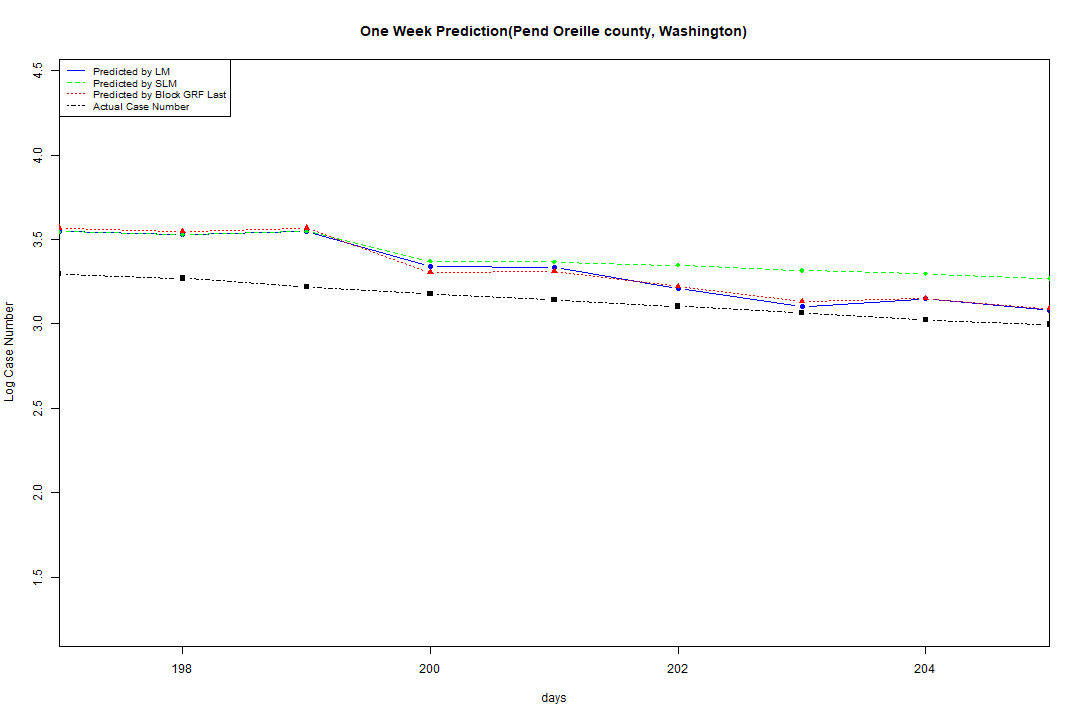 One Week Prediction(Pend Oreille county, Washington)
Predicted by LM
Predicted by SLM
Predicted by Block GRF Last
Actual Case Number
4.5
4.0
3.5
3.0
2.5
2.0
1.5
Log Case Number
198
200
202
204
days